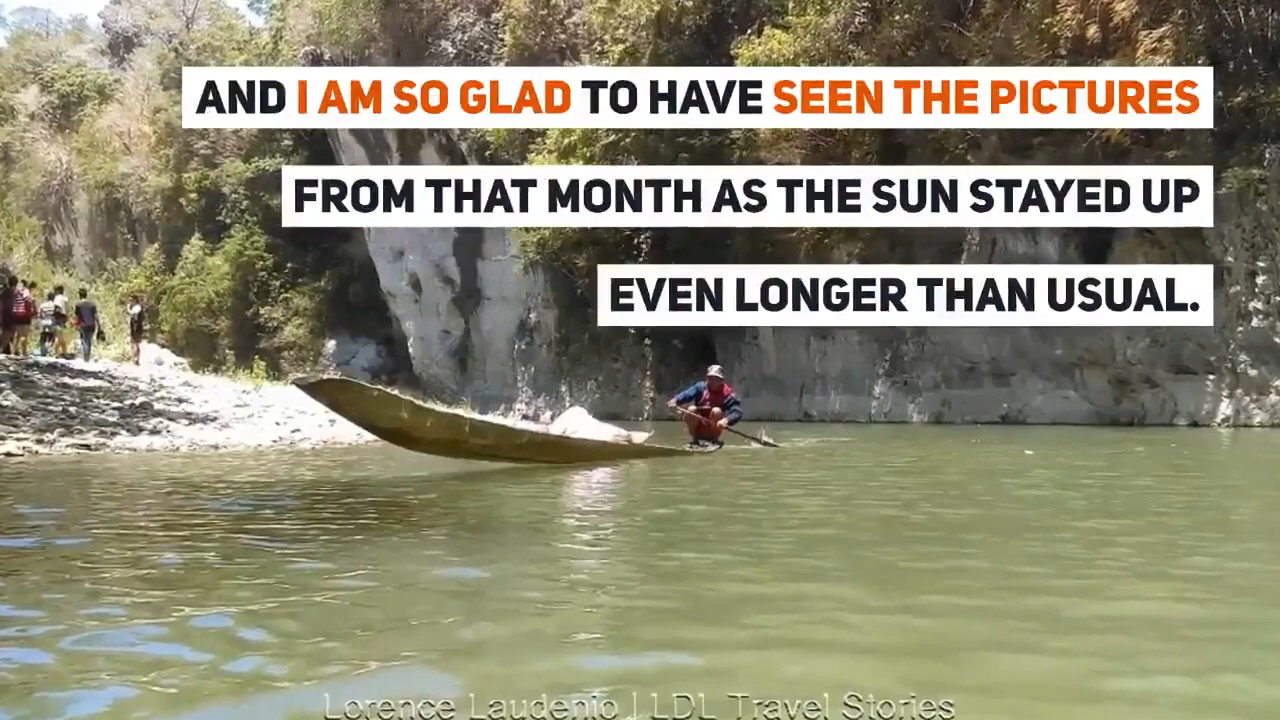 AND I AM SO GLAD TO HAVE SEEN THE PICTURES
FROM THAT MONTH AS THE SUN STAYED UP
EVEN LONGER THAN USUAL.
Lorence Laudenio | LDL Travel Stories